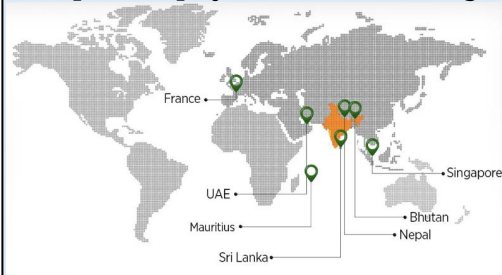 France
Singapore
UAE
Bhutan
Mauritius
Nepal
Sri Lanka